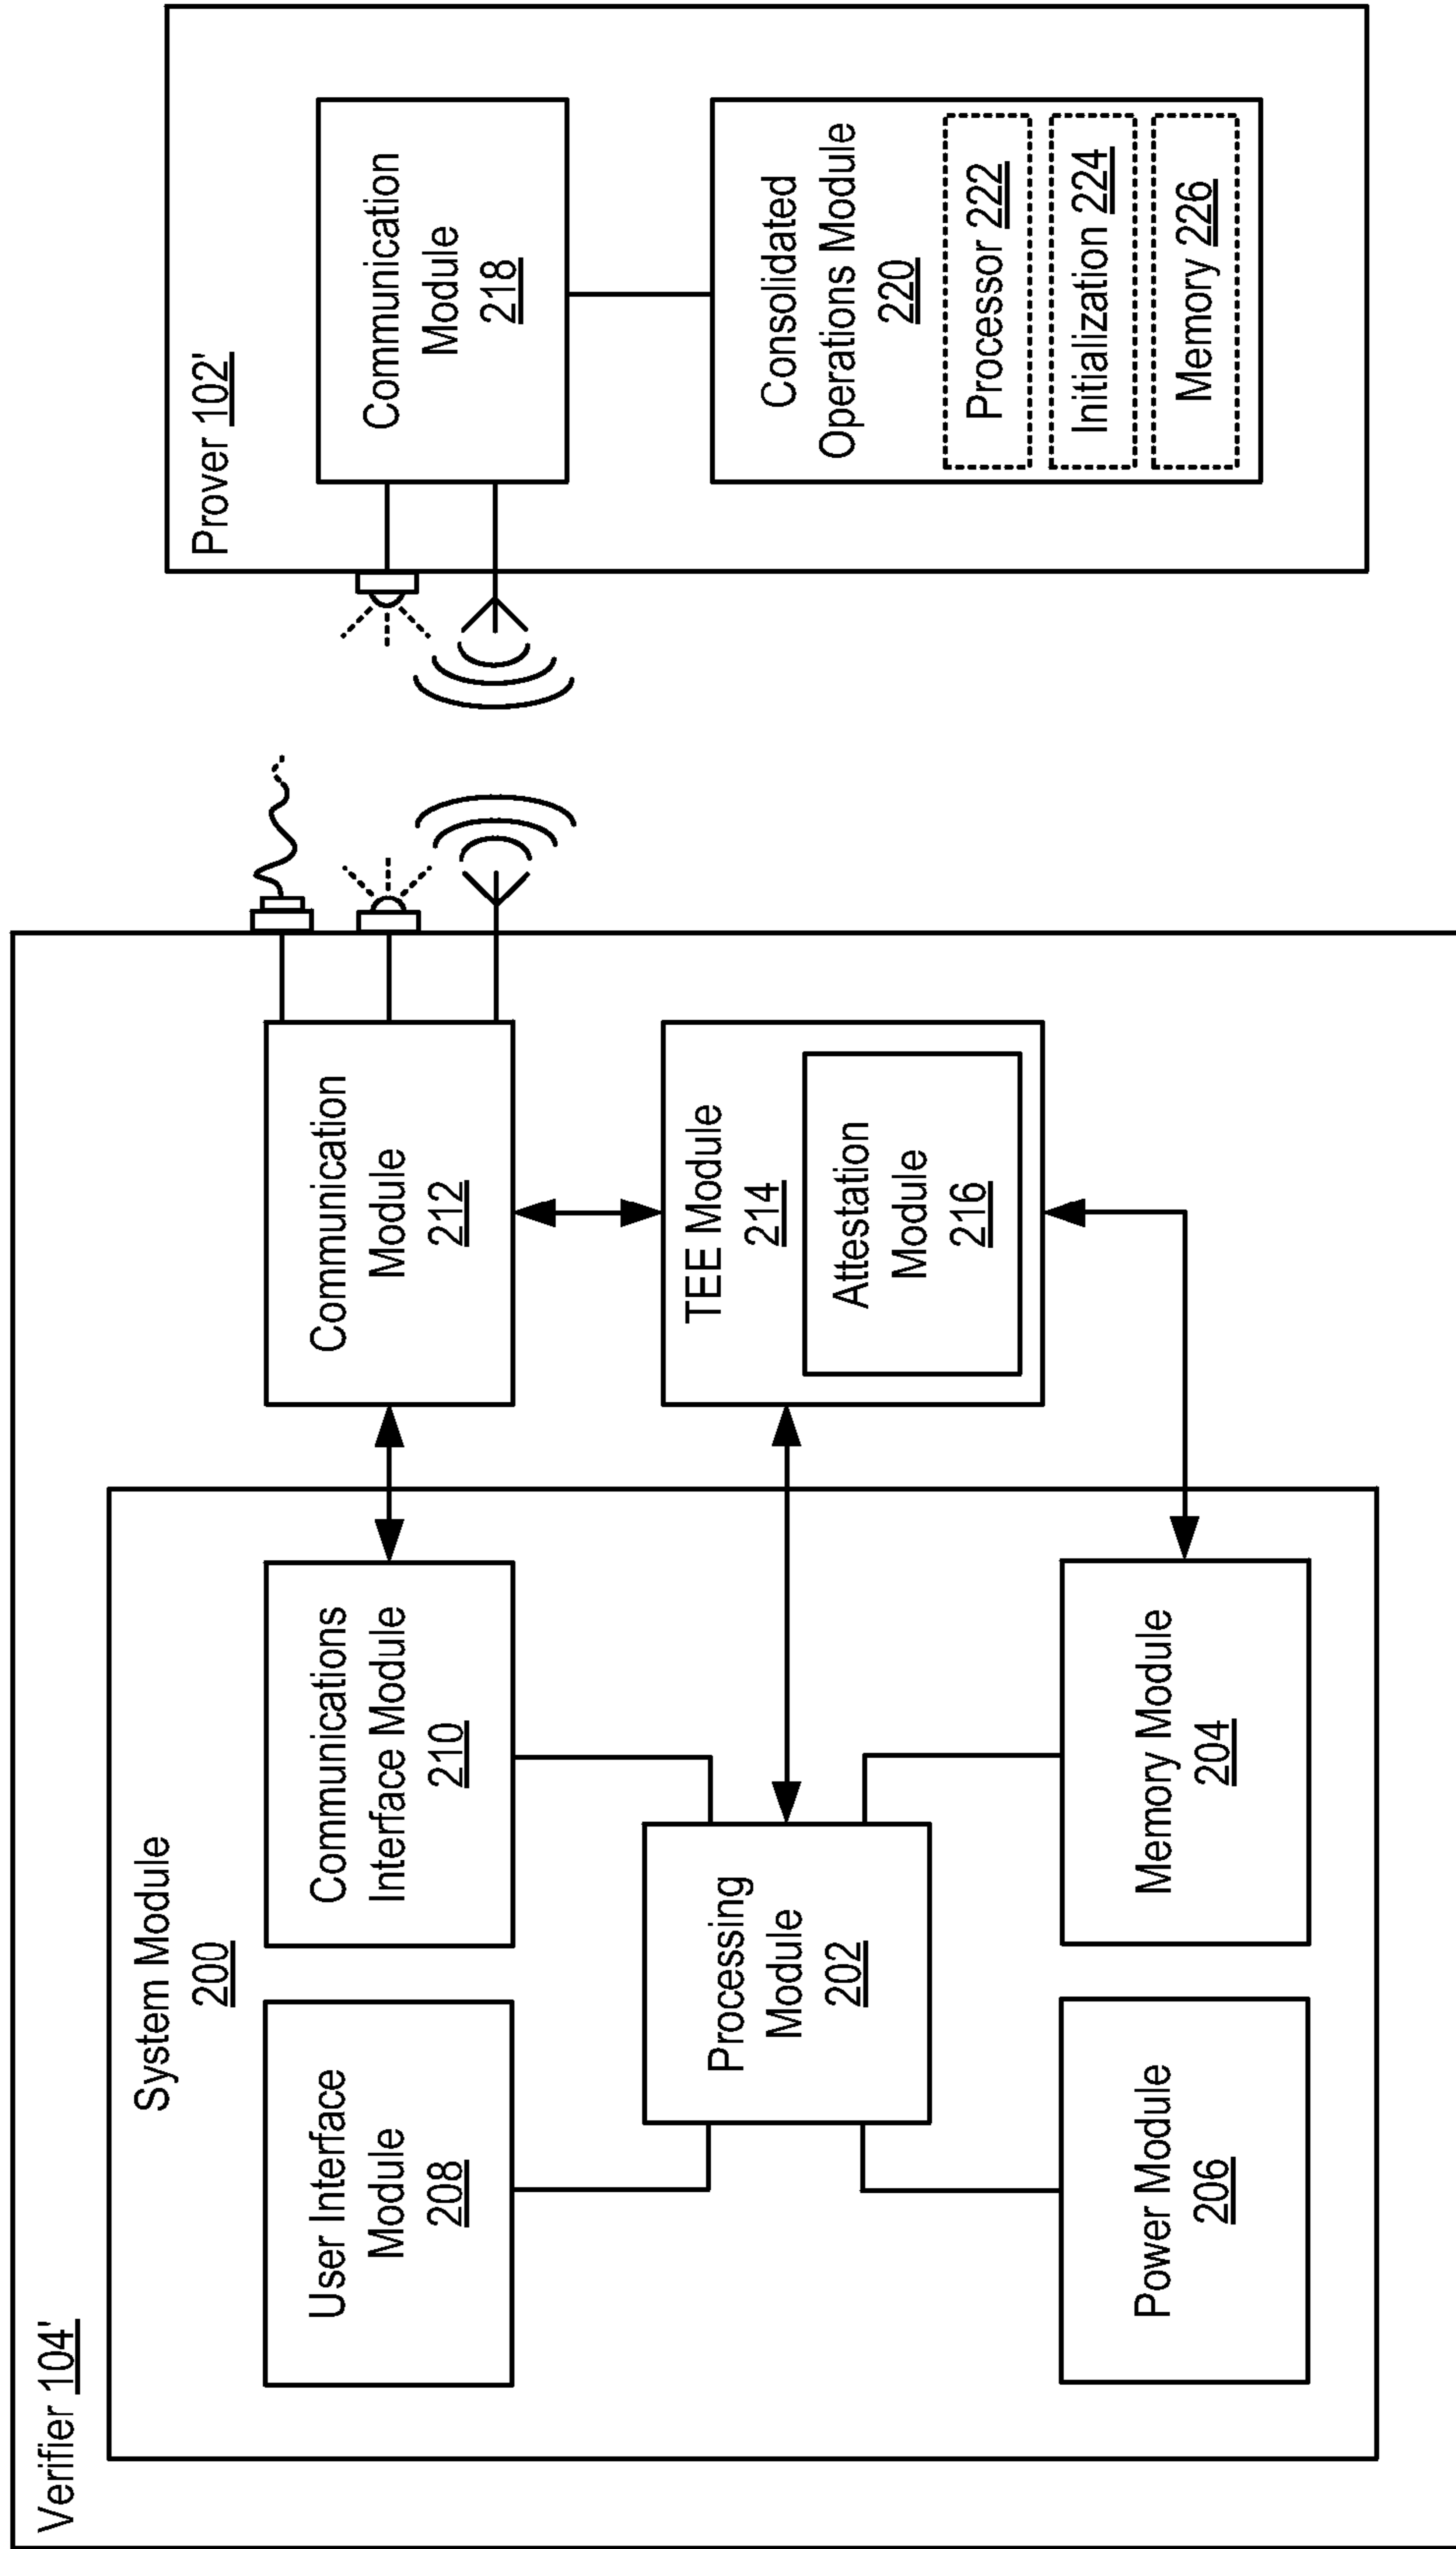 Verifier 104'
System Module
200
User Interface
Module
208
Communications
Interface Module
210
Processing
Module
202
Power Module
206
Memory Module
204
Communication
Module
212
TEE Module
214
Attestation
Module
216
Prover 102'
Communication
Module
218
Consolidated
Operations Module
220
Processor 222
Initialization 224
Memory 226